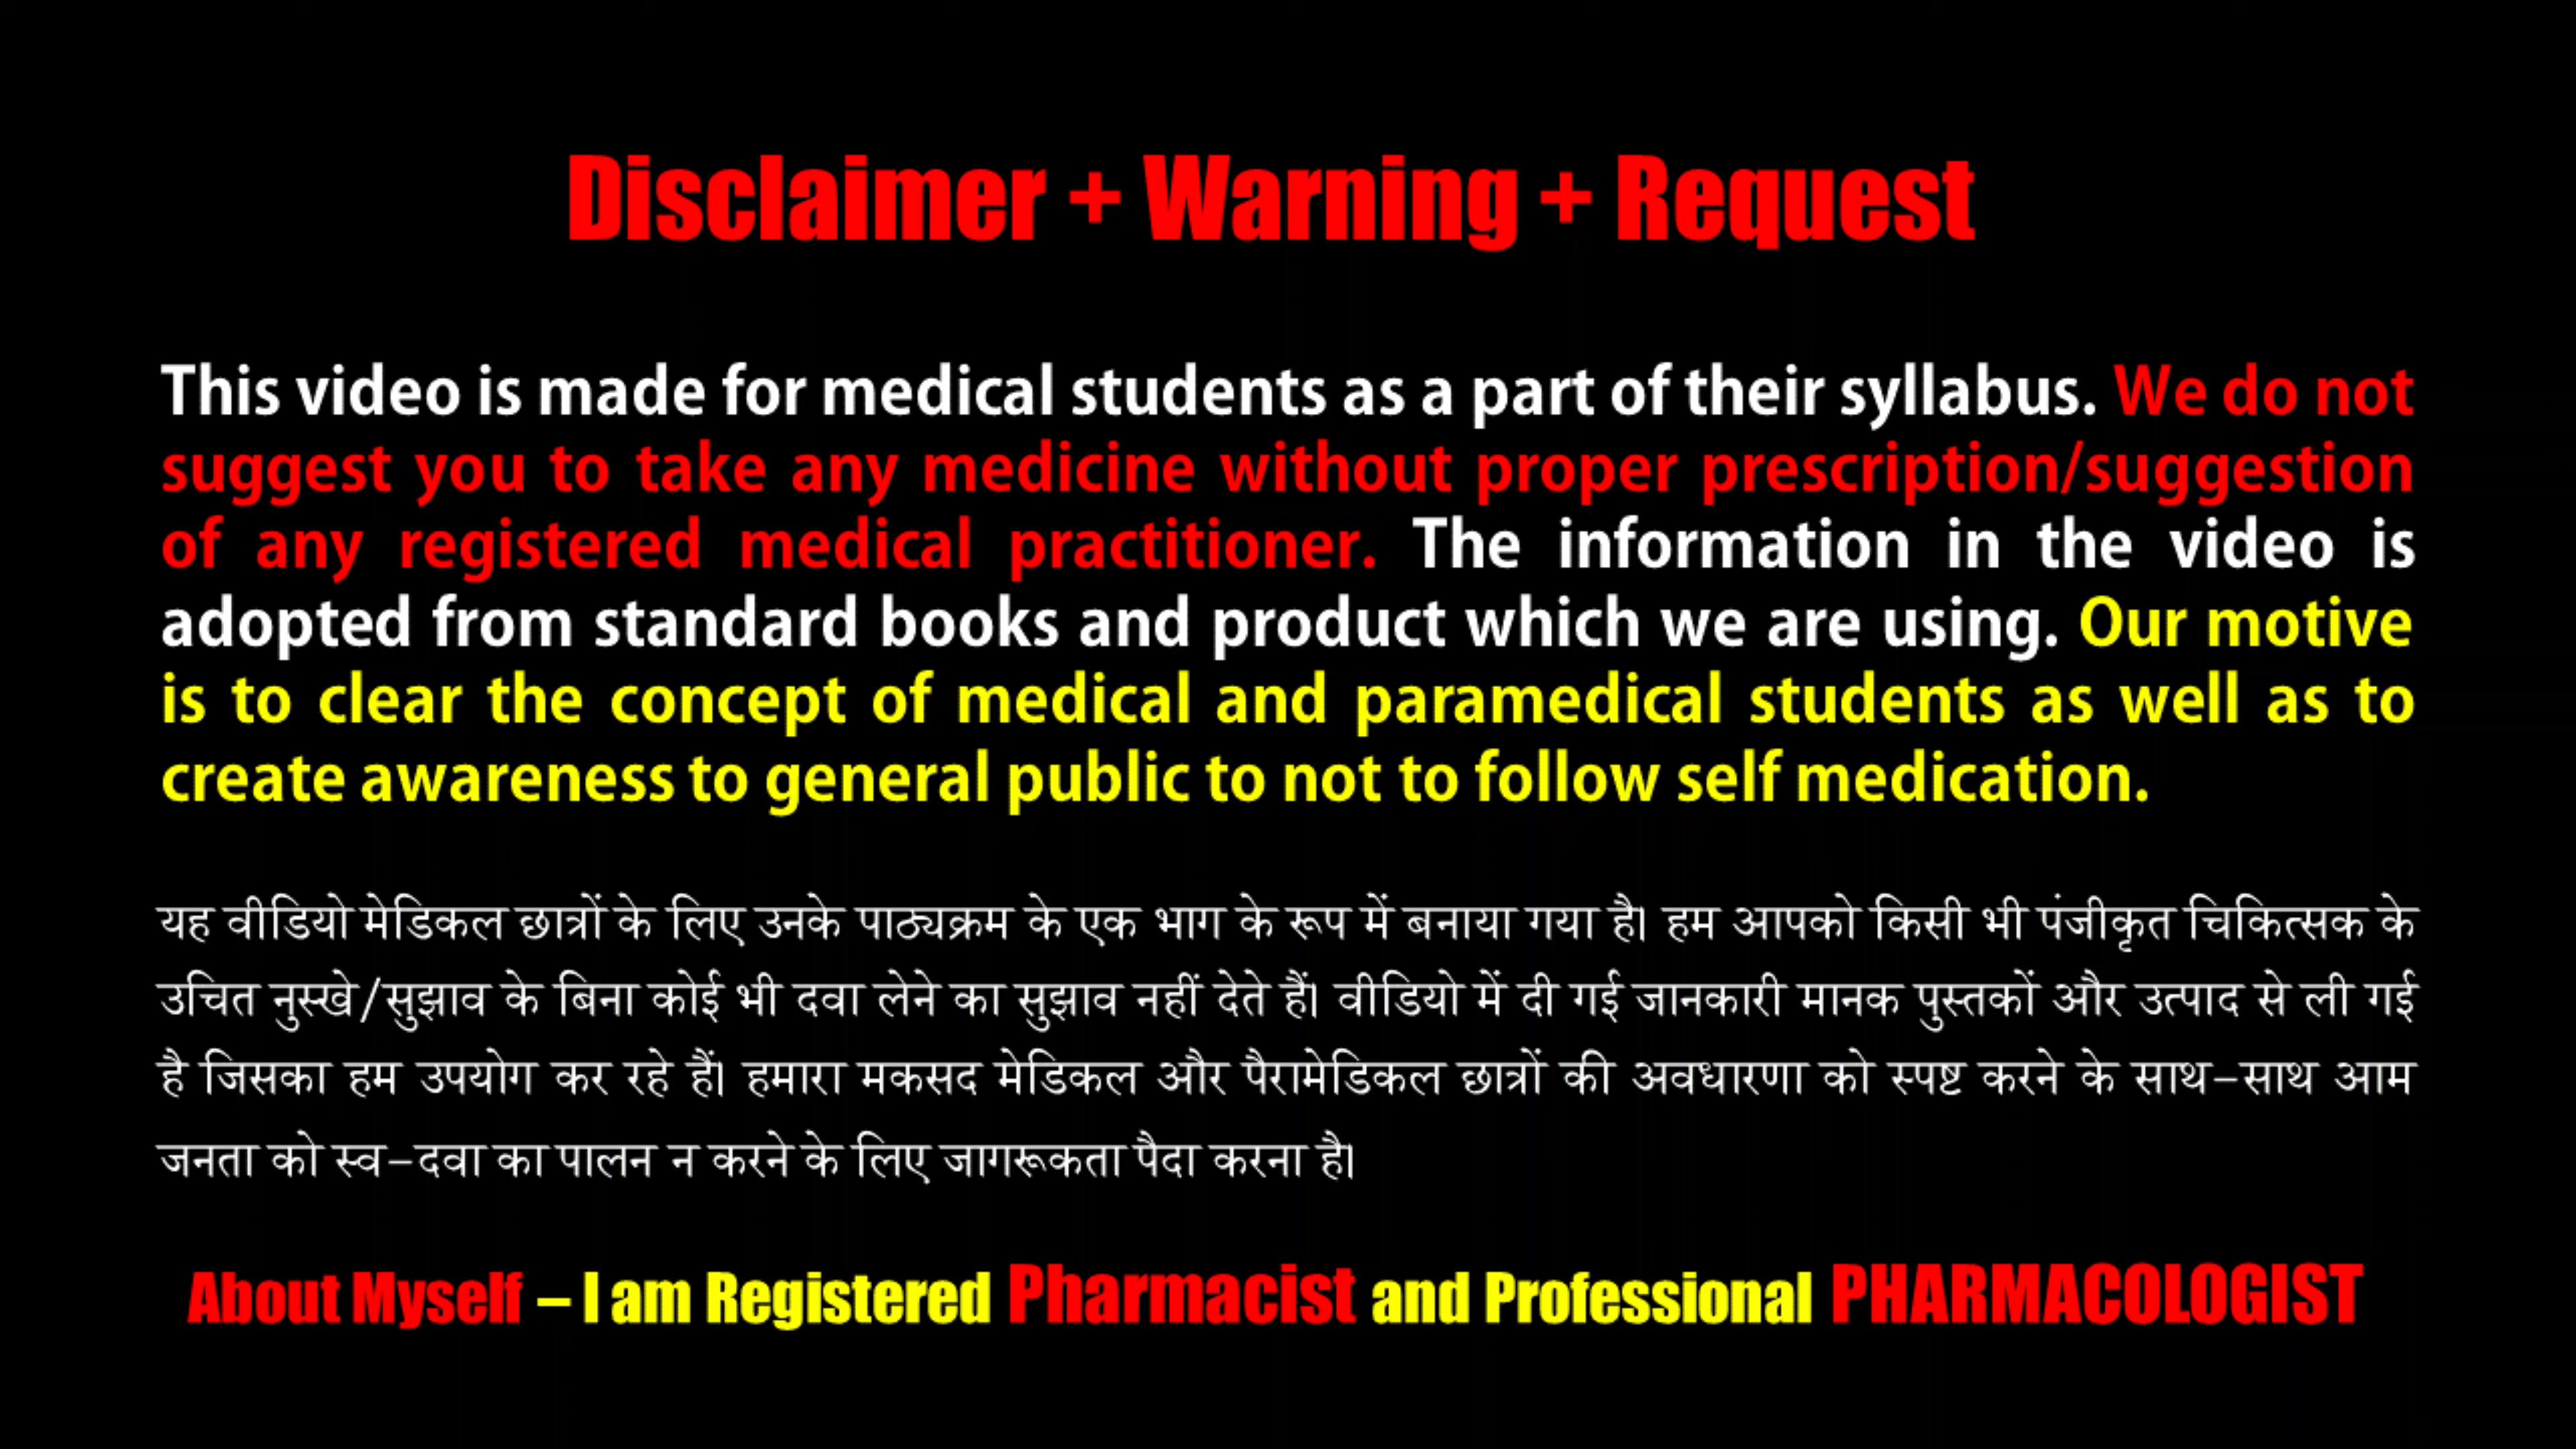 Disclaimer + Warning + Request
This video is made for medical students as a part of their syllabus. We do not
suggest you to take any medicine without proper prescription/suggestion
of any registered medical practitioner. The information in the video is
adopted from standard books and product which we are using. Our motive
is to clear the concept of medical and paramedical students as well as to
create awareness to general public to not to follow self medication.
यह वीडियो मेडिकल छात्रों के लिए उनके पाठ्यक्रम के एक भाग के रूप में बनाया गया है। हम आपको किसी भी पंजीकृत चिकित्सक के
उचित नुस्खे/सुझाव के बिना कोई भी दवा लेने का सुझाव नहीं देते हैं। वीडियो में दी गई जानकारी मानक पुस्तकों और उत्पाद से ली गई
है जिसका हम उपयोग कर रहे हैं। हमारा मकसद मेडिकल और पैरामेडिकल छात्रों की अवधारणा को स्पष्ट करने के साथ-साथ आम
जनता को स्व-दवा का पालन न करने के लिए जागरूकता पैदा करना है।
About Myself – I am Registered Pharmacist and Professional PHARMACOLOGIST